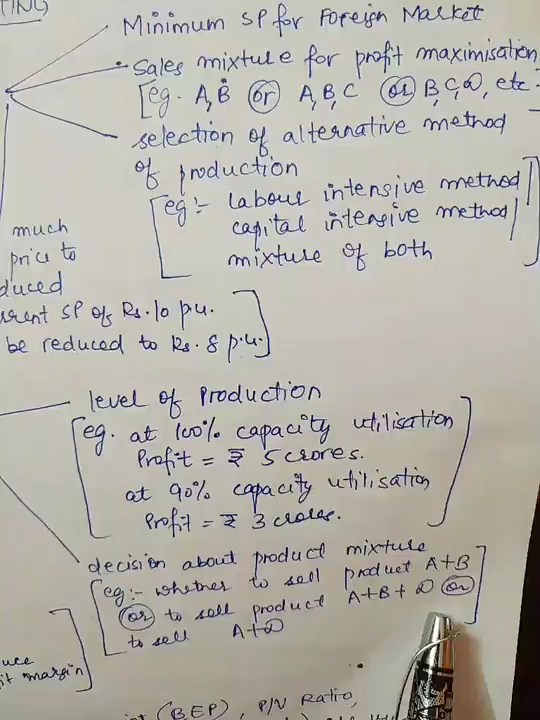 TING
Minimum SP for Foreign Market
• Sales mixture for profit maximisation
[eg. A, B (or) A, B, C (or) B, C, D, etc.
selection of alternative method
of production
[eg:- labour intensive method
capital intensive method
mixture of both]
much
price to
duced
rrent SP of Rs. 10 p.u.
be reduced to Rs. 8 p.u.]
level of Production
[eg. at 100% capacity utilisation
Profit = ₹ 5 crores.
at 90% capacity utilisation
Profit = ₹ 3 crores.]
decision about product mixture
[eg:- whether to sell product A+B
(or) to sell product A+B+D (or)
to sell A+D]
uce
it margin]
int (BEP), P/V Ratio,